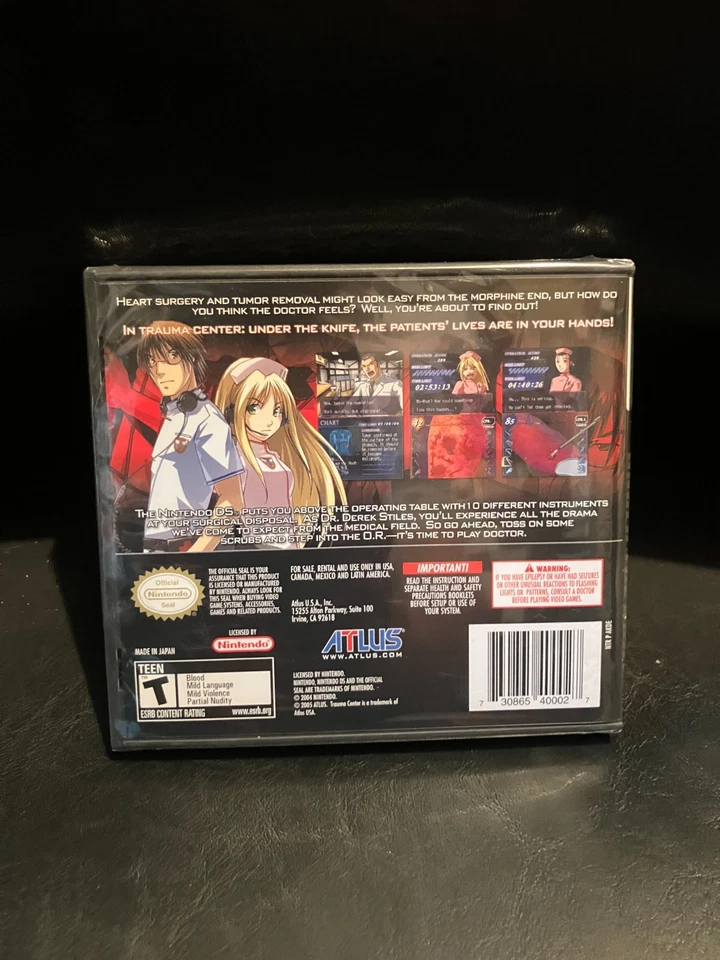 HEART SURGERY AND TUMOR REMOVAL MIGHT LOOK EASY FROM THE MORPHINE END, BUT HOW DO
YOU THINK THE DOCTOR FEELS? WELL, YOU'RE ABOUT TO FIND OUT!
IN TRAUMA CENTER: UNDER THE KNIFE, THE PATIENTS' LIVES ARE IN YOUR HANDS!
02:53:13
04:40:26
CHART
85
THE NINTENDO DS PUTS YOU ABOVE THE OPERATING TABLE WITH 10 DIFFERENT INSTRUMENTS
AT YOUR SURGICAL DISPOSAL. AS DR. DEREK STILES, YOU'LL EXPERIENCE ALL THE DRAMA
WE'VE COME TO EXPECT FROM THE MEDICAL FIELD. SO GO AHEAD, TOSS ON SOME
SCRUBS AND STEP INTO THE O.R.—IT'S TIME TO PLAY DOCTOR.
Official
Nintendo
Seal
THE OFFICIAL SEAL IS YOUR
ASSURANCE THAT THIS PRODUCT
IS LICENSED OR MANUFACTURED
BY NINTENDO. ALWAYS LOOK FOR
THIS SEAL WHEN BUYING VIDEO
GAME SYSTEMS, ACCESSORIES,
GAMES AND RELATED PRODUCTS.
FOR SALE, RENTAL AND USE ONLY IN USA,
CANADA, MEXICO AND LATIN AMERICA.
Atlus U.S.A., Inc.
15255 Alton Parkway, Suite 100
Irvine, CA 92618
IMPORTANT!
READ THE INSTRUCTION AND
SEPARATE HEALTH AND SAFETY
PRECAUTIONS BOOKLETS
BEFORE SETUP OR USE OF
YOUR SYSTEM.
WARNING:
IF YOU HAVE EPILEPSY OR HAVE HAD SEIZURES
OR OTHER UNUSUAL REACTIONS TO FLASHING
LIGHTS OR PATTERNS, CONSULT A DOCTOR
BEFORE PLAYING VIDEO GAMES.
MADE IN JAPAN
LICENSED BY
Nintendo
ATLUS
WWW.ATLUS.COM
TEEN
T
Blood
Mild Language
Mild Violence
Partial Nudity
ESRB CONTENT RATING www.esrb.org
LICENSED BY NINTENDO.
NINTENDO, NINTENDO DS AND THE OFFICIAL
SEAL ARE TRADEMARKS OF NINTENDO.
© 2004 NINTENDO.
© 2005 ATLUS. Trauma Center is a trademark of
Atlus USA.
7 30865 40002 7